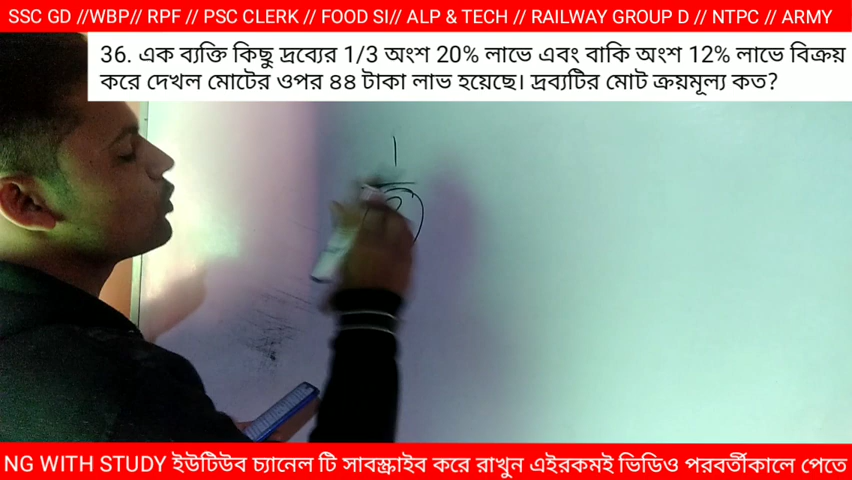 SSC GD //WBP// RPF // PSC CLERK // FOOD SI// ALP & TECH // RAILWAY GROUP D // NTPC // ARMY
36. এক ব্যক্তি কিছু দ্রব্যের 1/3 অংশ 20% লাভে এবং বাকি অংশ 12% লাভে বিক্রয়
করে দেখল মোটের ওপর ৪৪ টাকা লাভ হয়েছে। দ্রব্যটির মোট ক্রয়মূল্য কত?
1
NG WITH STUDY ইউটিউব চ্যানেল টি সাবস্ক্রাইব করে রাখুন এইরকমই ভিডিও পরবর্তীকালে পেতে